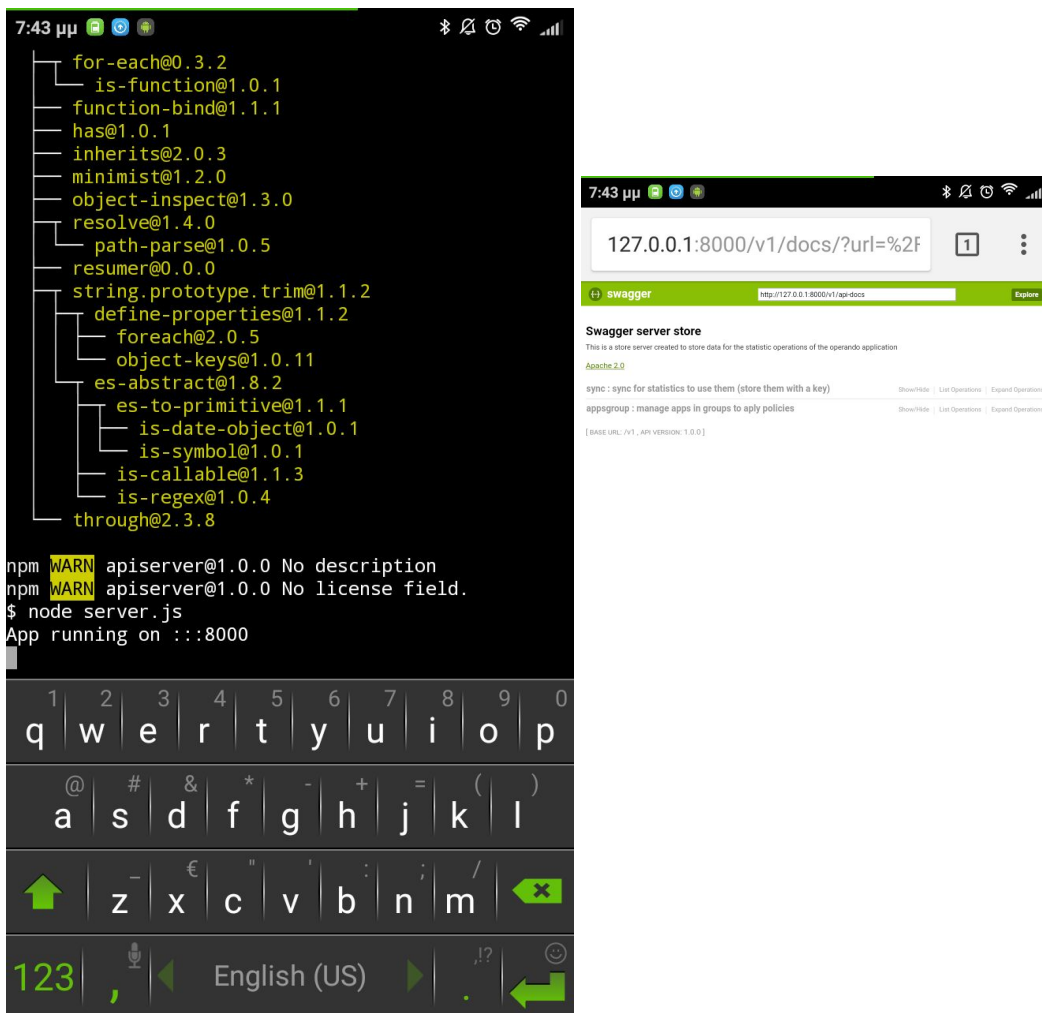 7:43 μμ
for-each@0.3.2
is-function@1.0.1
function-bind@1.1.1
has@1.0.1
inherits@2.0.3
minimist@1.2.0
object-inspect@1.3.0
resolve@1.4.0
path-parse@1.0.5
resumer@0.0.0
string.prototype.trim@1.1.2
define-properties@1.1.2
foreach@2.0.5
object-keys@1.0.11
es-abstract@1.8.2
es-to-primitive@1.1.1
is-date-object@1.0.1
is-symbol@1.0.1
is-callable@1.1.3
is-regex@1.0.4
through@2.3.8
npm WARN apiserver@1.0.0 No description
npm WARN apiserver@1.0.0 No license field.
$ node server.js
App running on :::8000
1 2 3 4 5 6 7 8 9 0
q w e r t y u i o p
@ # & * - + = ( )
a s d f g h j k l
_ € " ' : ; /
z x c v b n m
,!?
123 , English (US) .
7:43 μμ
127.0.0.1:8000/v1/docs/?url=%2F
1
swagger http://127.0.0.1:8000/v1/api-docs Explore
Swagger server store
This is a store server created to store data for the statistic operations of the operando application
Apache 2.0
sync : sync for statistics to use them (store them with a key) Show/Hide | List Operations | Expand Operations
appsgroup : manage apps in groups to aply policies Show/Hide | List Operations | Expand Operations
[ BASE URL: /v1 , API VERSION: 1.0.0 ]